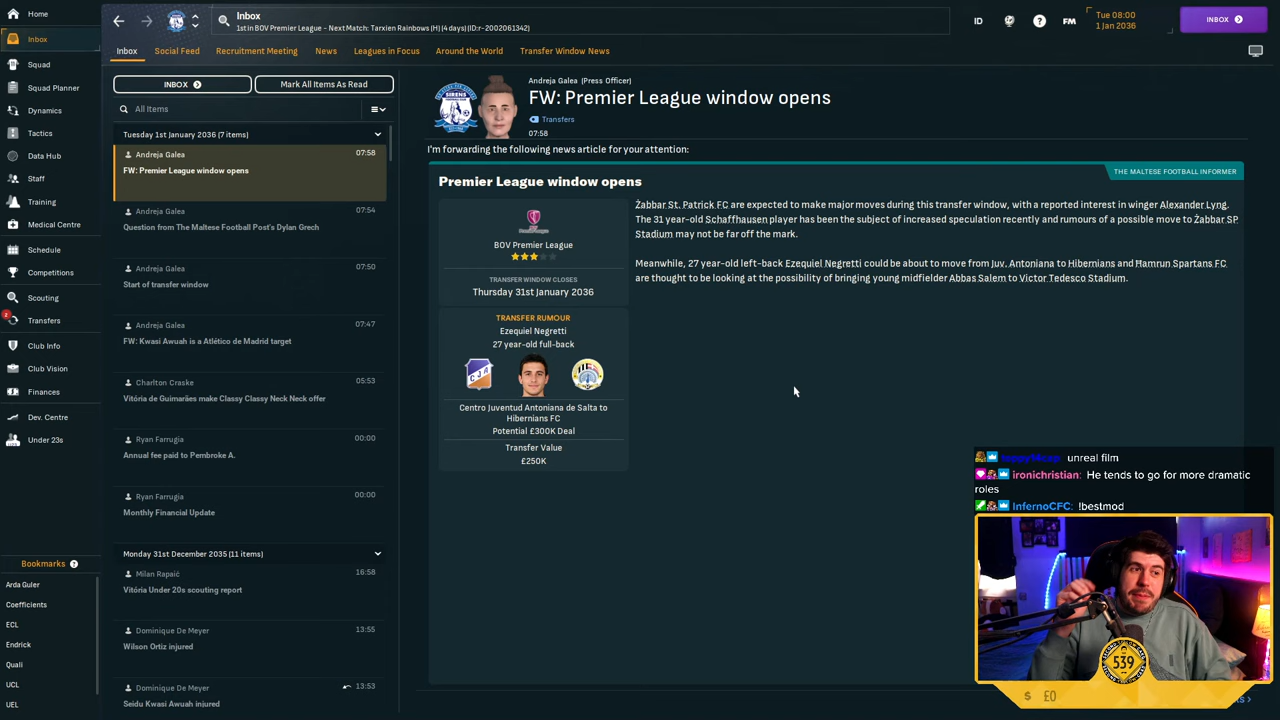 Home
Inbox
Squad
Squad Planner
Dynamics
Tactics
Data Hub
Staff
Training
Medical Centre
Schedule
Competitions
Scouting
2
Transfers
Club Info
Club Vision
Finances
Dev. Centre
Under 23s
Bookmarks ?
Arda Guler
Coefficients
ECL
Endrick
Quali
UCL
UEL
Inbox
1st in BOV Premier League - Next Match: Tarxien Rainbows (H) (4 days) (ID:r-2002061342)
ID
?
FM
Tue 08:00
1 Jan 2036
INBOX
Inbox Social Feed Recruitment Meeting News Leagues in Focus Around the World Transfer Window News
INBOX
Mark All Items As Read
All Items
Tuesday 1st January 2036 (7 items)
Andreja Galea 07:58
FW: Premier League window opens
Andreja Galea 07:54
Question from The Maltese Football Post's Dylan Grech
Andreja Galea 07:50
Start of transfer window
Andreja Galea 07:47
FW: Kwasi Awuah is a Atlético de Madrid target
Charlton Craske 05:53
Vitória de Guimarães make Classy Classy Neck Neck offer
Ryan Farrugia 00:00
Annual fee paid to Pembroke A.
Ryan Farrugia 00:00
Monthly Financial Update
Monday 31st December 2035 (11 items)
Milan Rapaić 16:58
Vitória Under 20s scouting report
Dominique De Meyer 13:55
Wilson Ortiz injured
Dominique De Meyer 13:53
Seidu Kwasi Awuah injured
SIRENS
Andreja Galea (Press Officer)
FW: Premier League window opens
Transfers
07:58
I'm forwarding the following news article for your attention:
THE MALTESE FOOTBALL INFORMER
Premier League window opens
BOV Premier League
TRANSFER WINDOW CLOSES
Thursday 31st January 2036
TRANSFER RUMOUR
Ezequiel Negretti
27 year-old full-back
CJA
Centro Juventud Antoniana de Salta to
Hibernians FC
Potential £300K Deal
Transfer Value
£250K
Żabbar St. Patrick FC are expected to make major moves during this transfer window, with a reported interest in winger Alexander Lyng.
The 31 year-old Schaffhausen player has been the subject of increased speculation recently and rumours of a possible move to Żabbar SP
Stadium may not be far off the mark.
Meanwhile, 27 year-old left-back Ezequiel Negretti could be about to move from Juv. Antoniana to Hibernians and Ħamrun Spartans FC
are thought to be looking at the possibility of bringing young midfielder Abbas Salem to Victor Tedesco Stadium.
unreal film
ironichristian: He tends to go for more dramatic
roles
InfernoCFC: !bestmod
539
$ £0